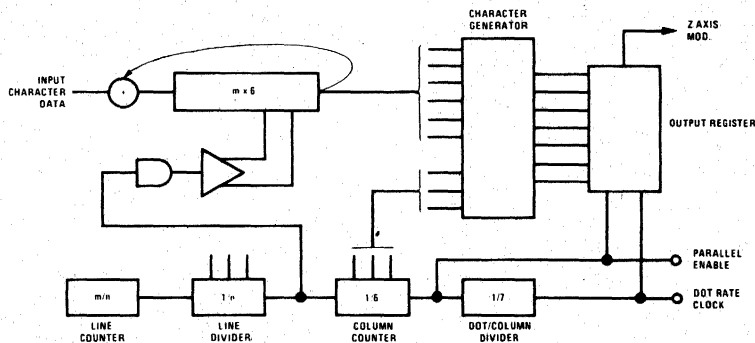 CHARACTER
GENERATOR
Z AXIS
MOD.
INPUT
CHARACTER
DATA
m × 6
OUTPUT REGISTER
PARALLEL
ENABLE
m/n
1/n
1/6
1/7
DOT RATE
CLOCK
LINE
COUNTER
LINE
DIVIDER
COLUMN
COUNTER
DOT/COLUMN
DIVIDER